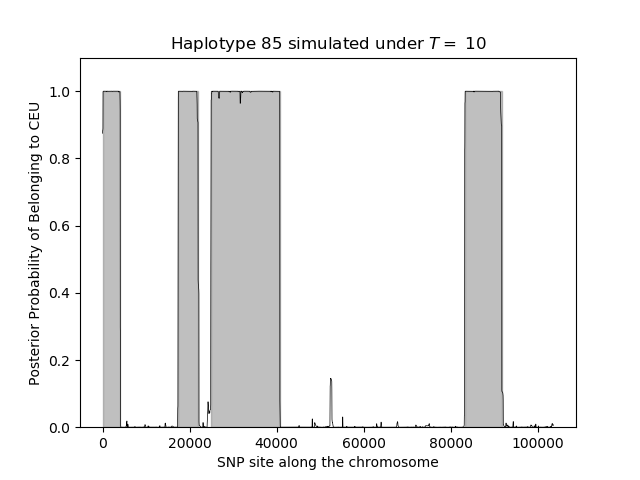 Haplotype 85 simulated under T = 10
Posterior Probability of Belonging to CEU
1.0
0.8
0.6
0.4
0.2
0.0
0 20000 40000 60000 80000 100000
SNP site along the chromosome